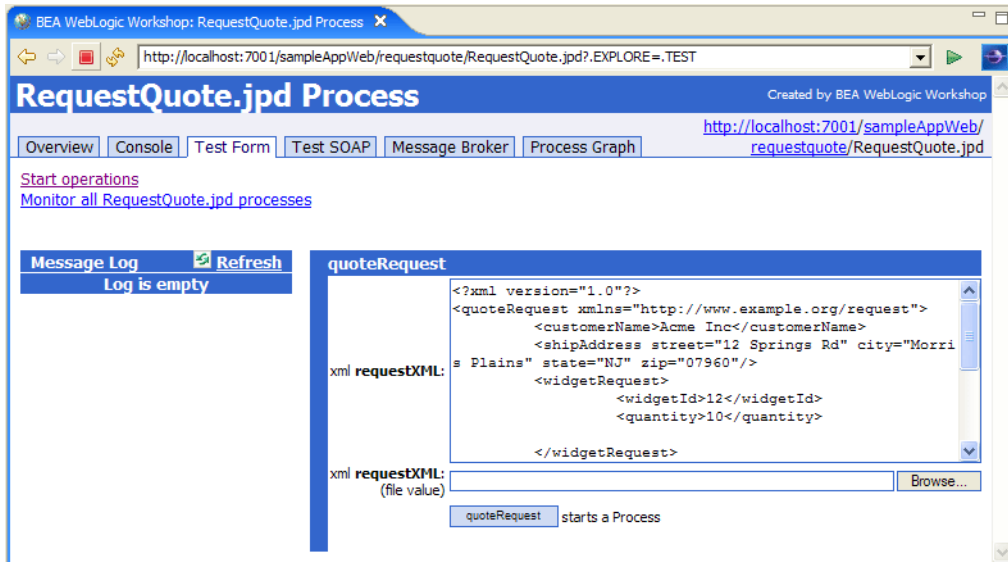 BEA WebLogic Workshop: RequestQuote.jpd Process
http://localhost:7001/sampleAppWeb/requestquote/RequestQuote.jpd?.EXPLORE=.TEST
RequestQuote.jpd Process
Created by BEA WebLogic Workshop
http://localhost:7001/sampleAppWeb/
requestquote/RequestQuote.jpd
Overview Console Test Form Test SOAP Message Broker Process Graph
Start operations
Monitor all RequestQuote.jpd processes
Message Log Refresh
Log is empty
quoteRequest
xml requestXML:
<?xml version="1.0"?>
<quoteRequest xmlns="http://www.example.org/request">
<customerName>Acme Inc</customerName>
<shipAddress street="12 Springs Rd" city="Morri
s Plains" state="NJ" zip="07960"/>
<widgetRequest>
<widgetId>12</widgetId>
<quantity>10</quantity>
</widgetRequest>
xml requestXML:
(file value)
Browse...
quoteRequest starts a Process